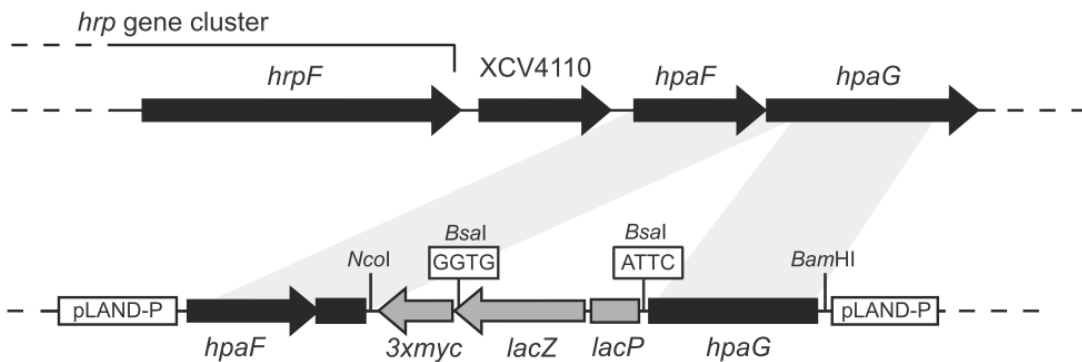 hrp gene cluster
hrpF XCV4110 hpaF hpaG
NcoI BsaI BsaI BamHI
GGTG ATTC
pLAND-P pLAND-P
hpaF 3xmyc lacZ lacP hpaG